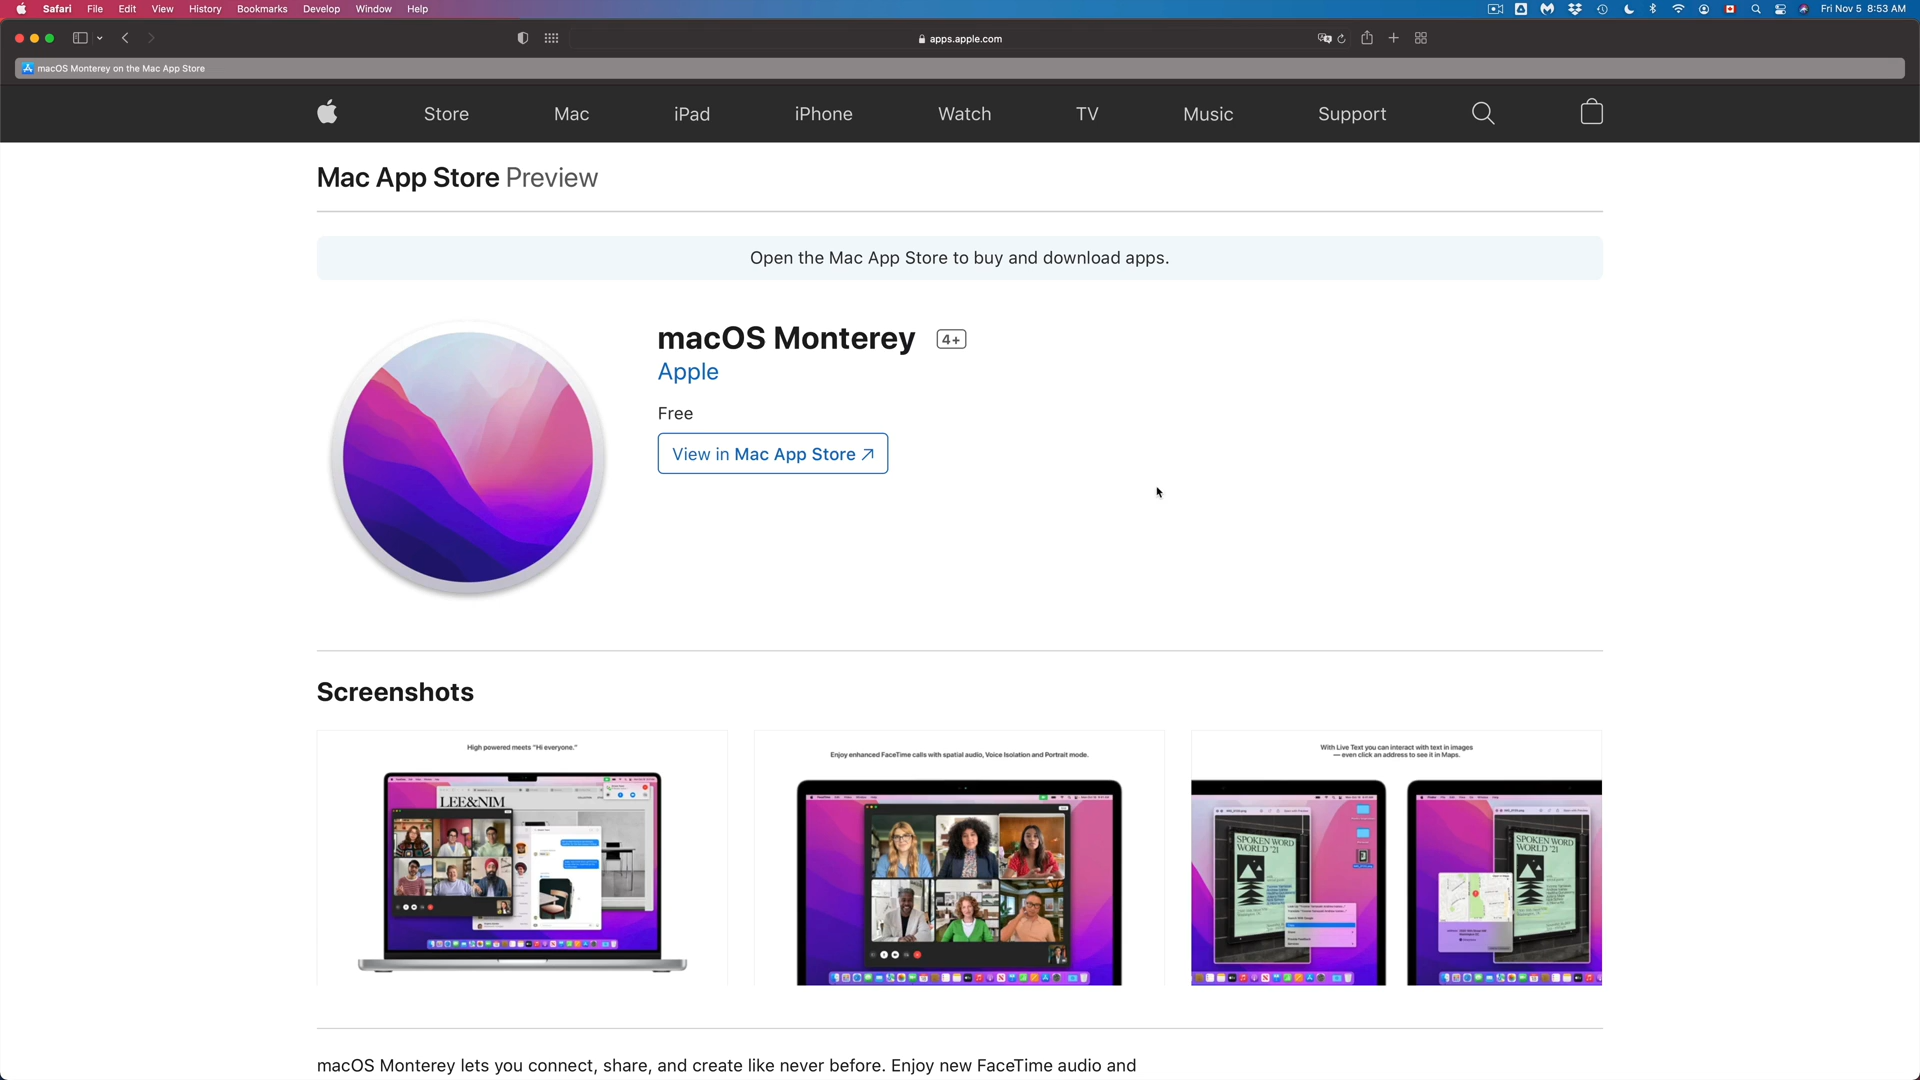 Safari File Edit View History Bookmarks Develop Window Help
Fri Nov 5 8:53 AM
apps.apple.com
macOS Monterey on the Mac App Store
Store Mac iPad iPhone Watch TV Music Support
Mac App Store Preview
Open the Mac App Store to buy and download apps.
macOS Monterey 4+
Apple
Free
View in Mac App Store ↗
Screenshots
High powered meets "Hi everyone."
LEE&NIM
Enjoy enhanced FaceTime calls with spatial audio, Voice Isolation and Portrait mode.
With Live Text you can interact with text in images
— even click an address to see it in Maps.
SPOKEN WORD
WORLD '21
SPOKEN WORD
WORLD '21
macOS Monterey lets you connect, share, and create like never before. Enjoy new FaceTime audio and